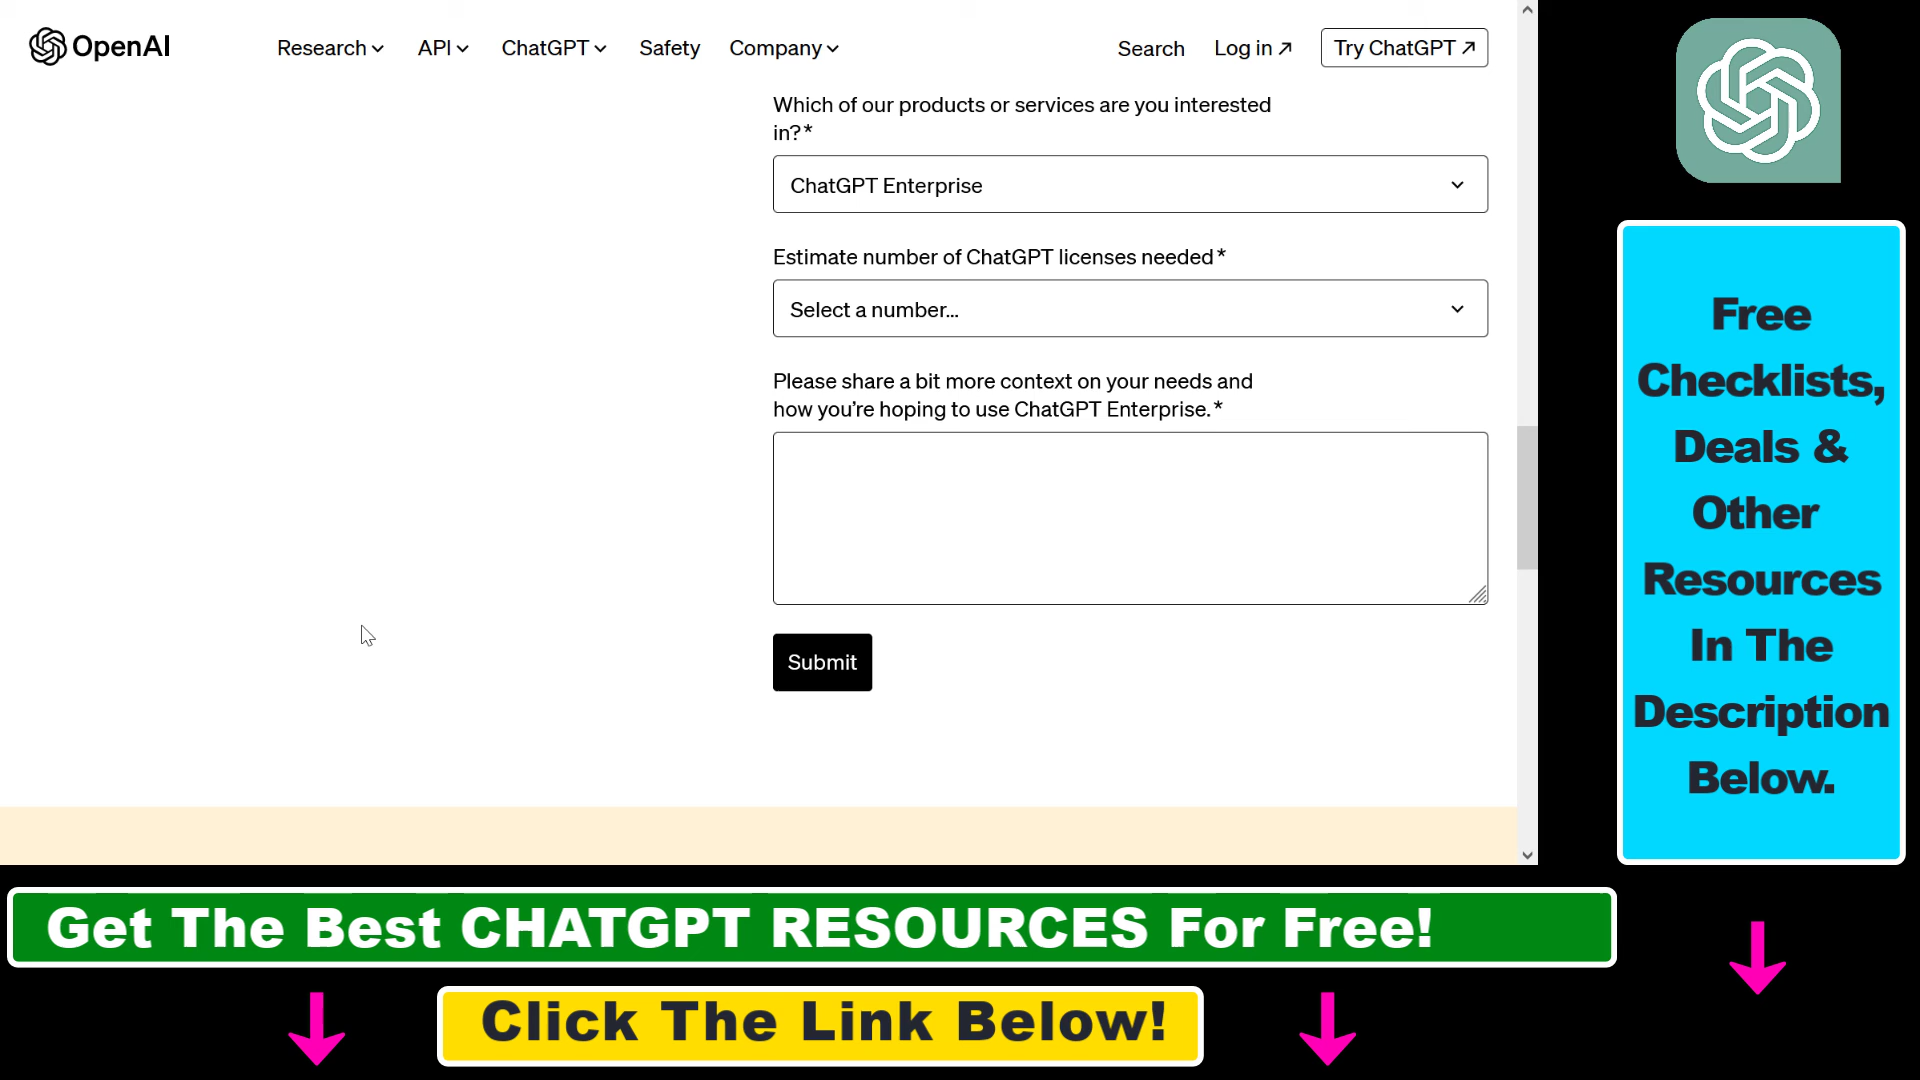 OpenAI
Research
API
ChatGPT
Safety
Company
Search
Log in ↗
Try ChatGPT ↗
Which of our products or services are you interested
in?*
ChatGPT Enterprise
Estimate number of ChatGPT licenses needed*
Select a number...
Please share a bit more context on your needs and
how you’re hoping to use ChatGPT Enterprise.*
Submit
Free
Checklists,
Deals &
Other
Resources
In The
Description
Below.
Get The Best CHATGPT RESOURCES For Free!
Click The Link Below!